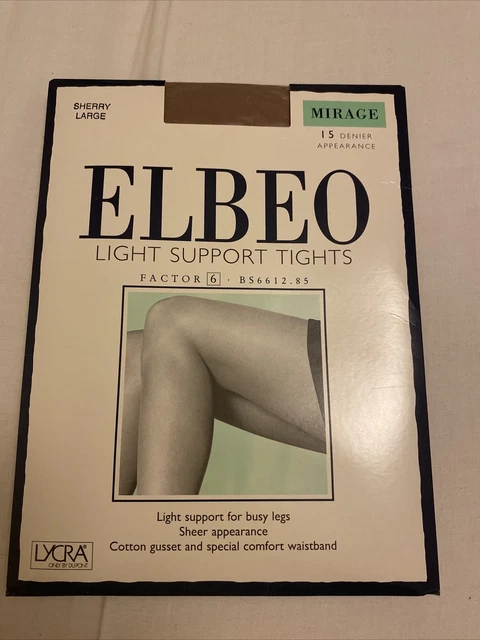 SHERRY
LARGE
MIRAGE
15 DENIER
APPEARANCE
ELBEO
LIGHT SUPPORT TIGHTS
FACTOR 6 · BS6612.85
Light support for busy legs
Sheer appearance
Cotton gusset and special comfort waistband
LYCRA®
ONLY BY DUPONT